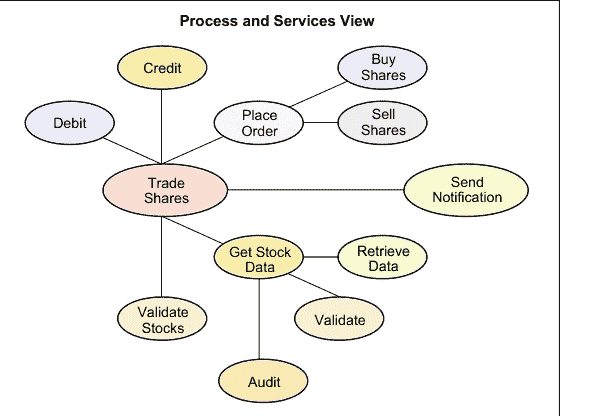 Process and Services View
Credit
Buy
Shares
Debit
Place
Order
Sell
Shares
Trade
Shares
Send
Notification
Get Stock
Data
Retrieve
Data
Validate
Stocks
Validate
Audit